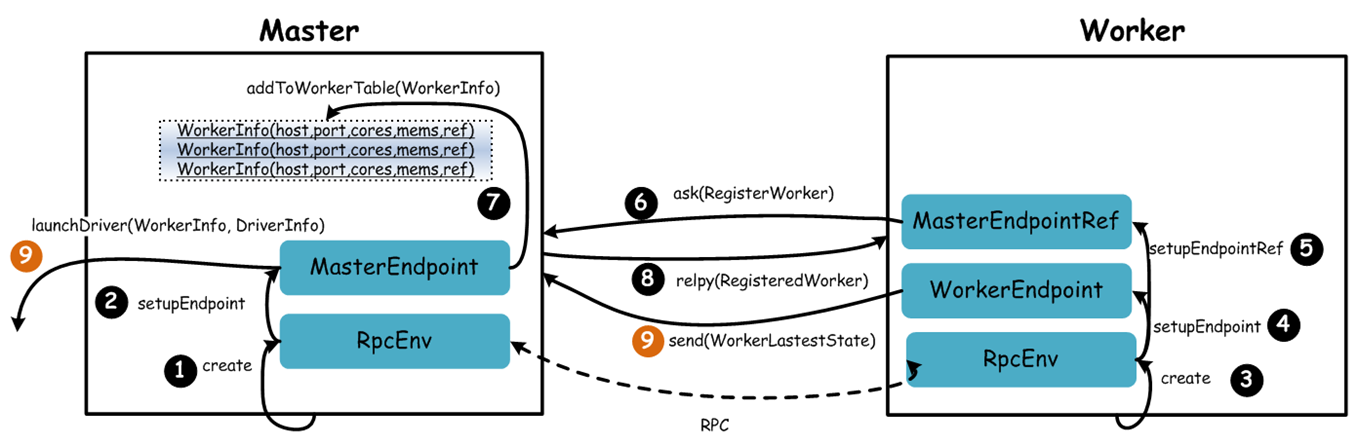 Master
Worker
addToWorkerTable(WorkerInfo)
WorkerInfo(host,port,cores,mems,ref)
WorkerInfo(host,port,cores,mems,ref)
WorkerInfo(host,port,cores,mems,ref)
7
6
ask(RegisterWorker)
MasterEndpointRef
launchDriver(WorkerInfo, DriverInfo)
9
MasterEndpoint
setupEndpointRef
5
8
relpy(RegisteredWorker)
WorkerEndpoint
2
setupEndpoint
RpcEnv
9
send(WorkerLastestState)
setupEndpoint
4
1
create
RpcEnv
create
3
RPC